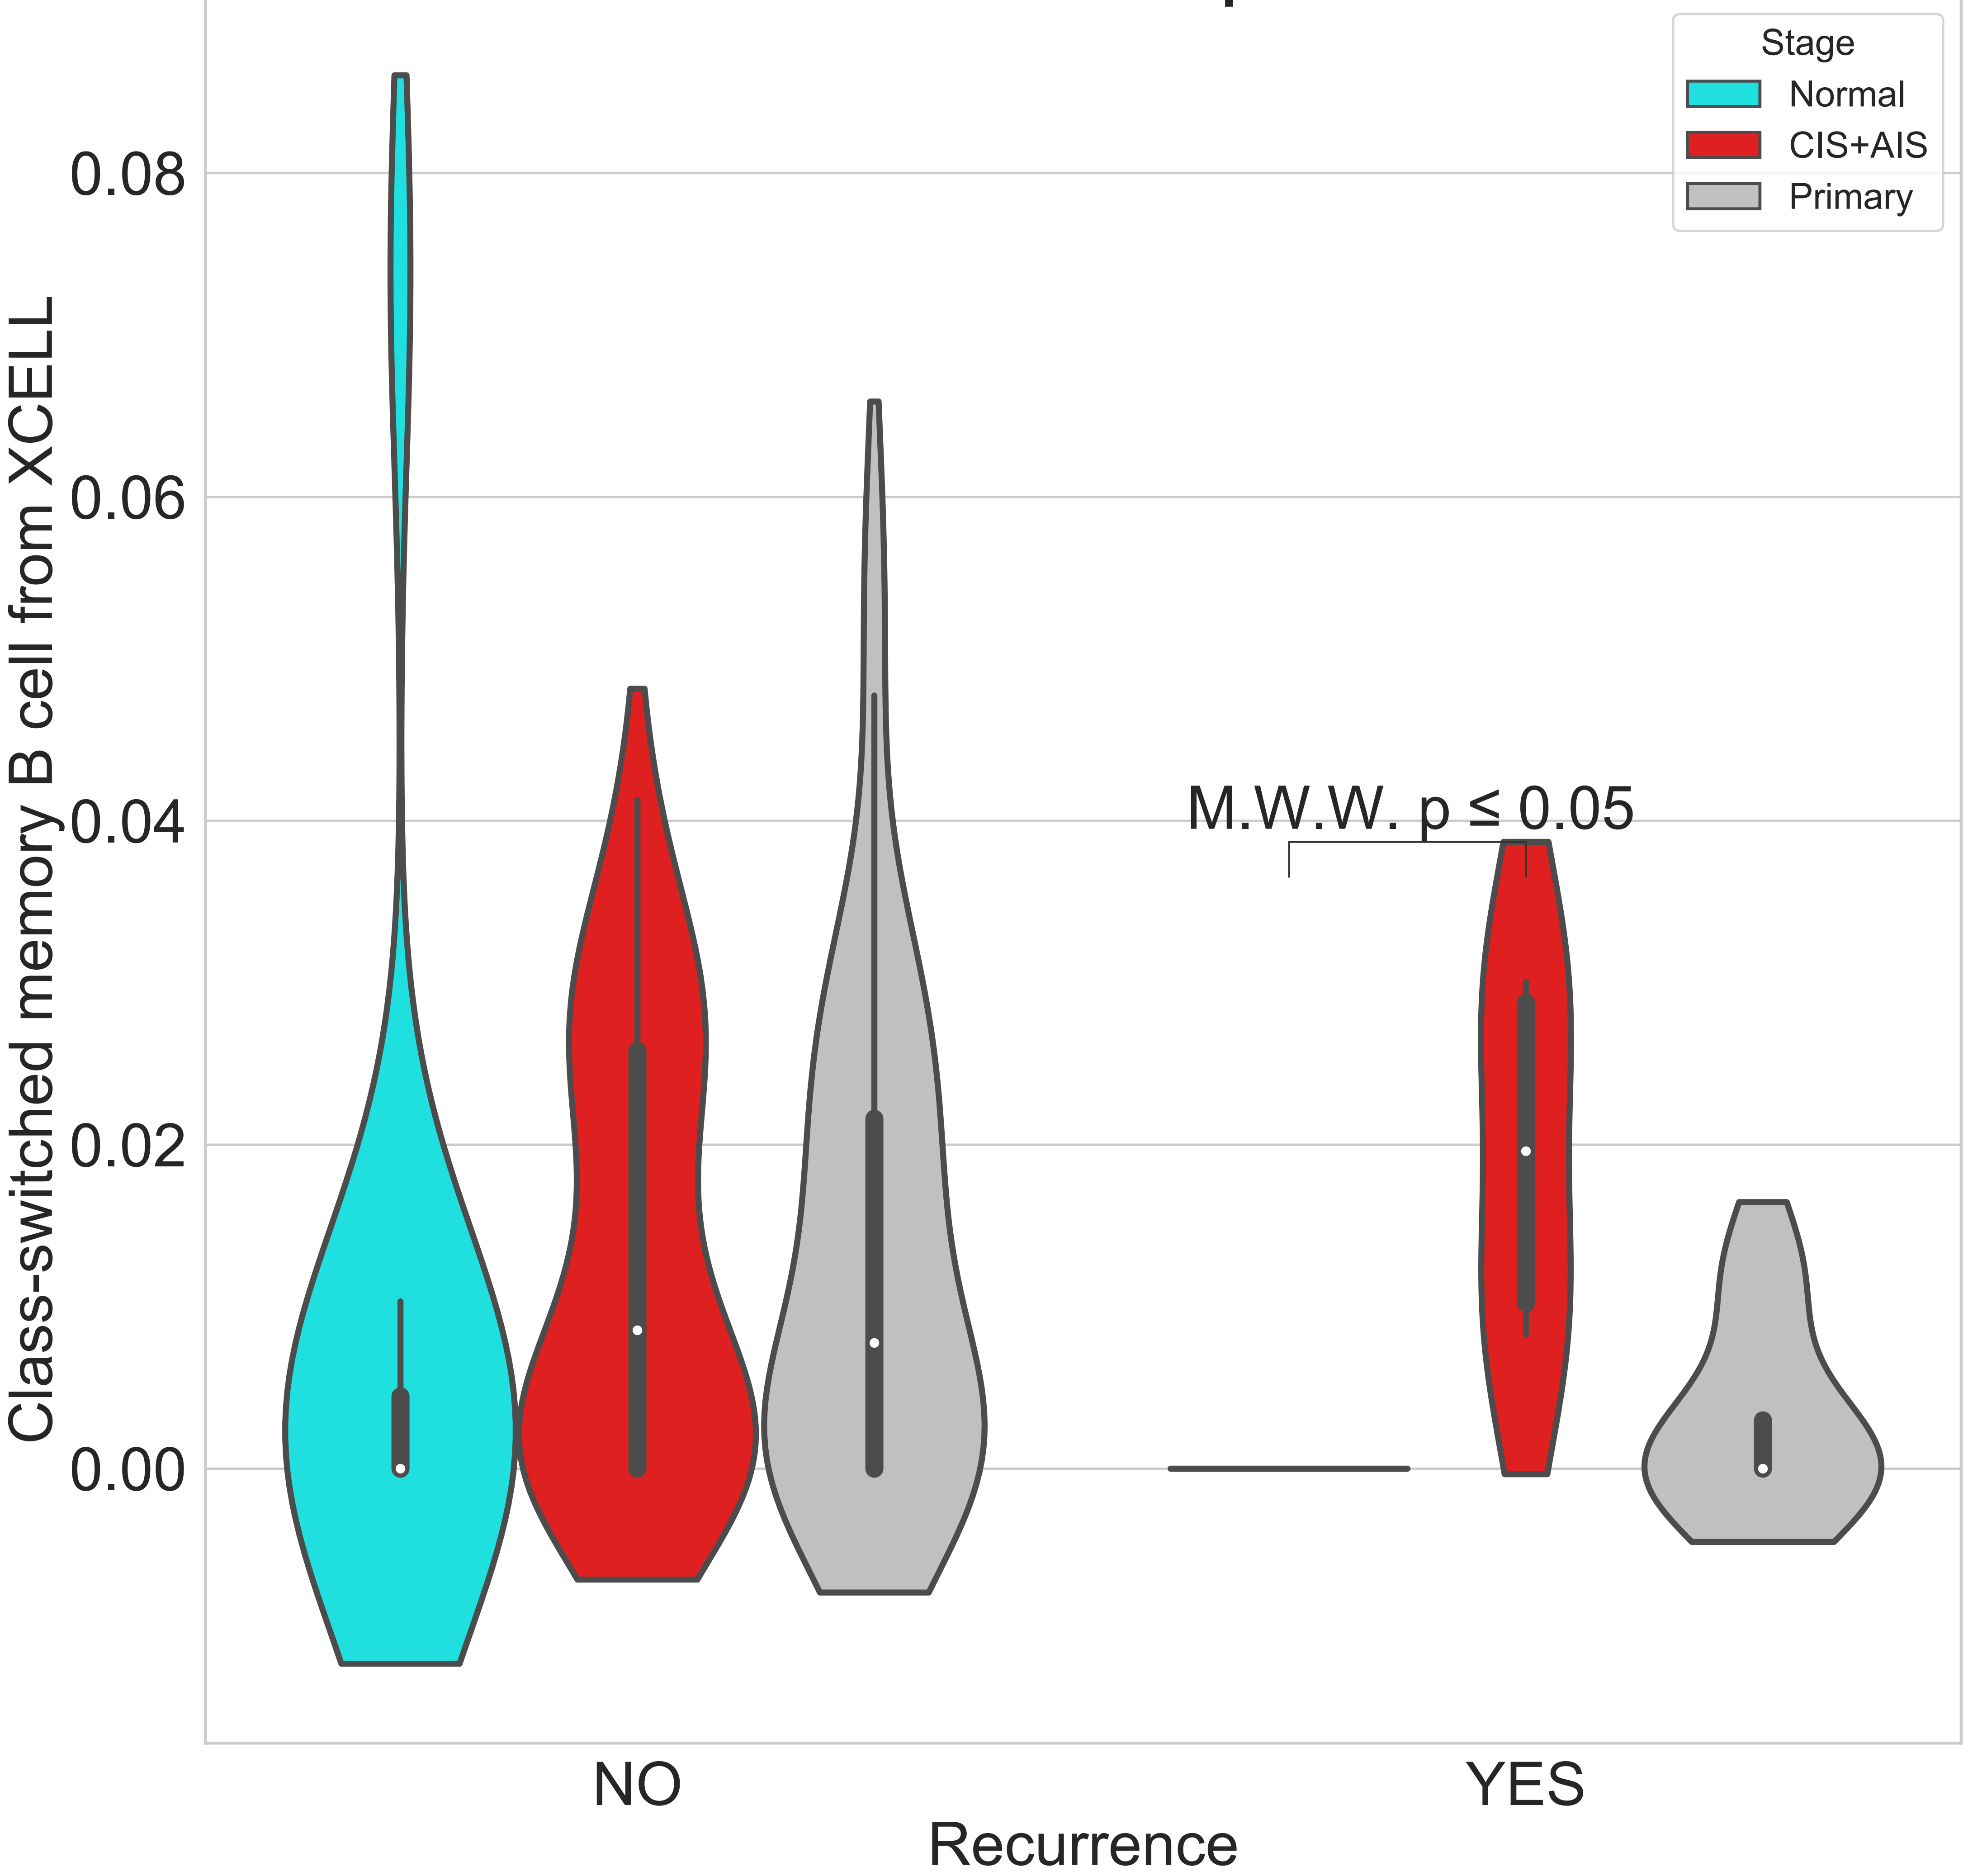 Stage
Normal
CIS+AIS
Primary
Class-switched memory B cell from XCELL
0.08
0.06
0.04
0.02
0.00
M.W.W. p ≤ 0.05
NO
YES
Recurrence